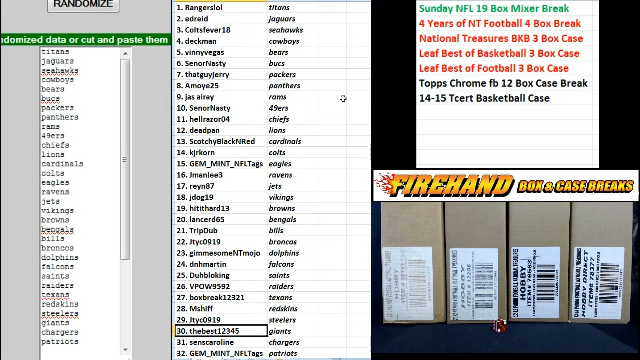 RANDOMIZE
ndomized data or cut and paste them
titans
jaguars
seahawks
cowboys
bears
bucs
packers
panthers
rams
49ers
chiefs
lions
cardinals
colts
eagles
ravens
jets
vikings
browns
bengals
bills
broncos
dolphins
falcons
saints
raiders
texans
redskins
steelers
giants
chargers
patriots
1. Rangerslol titans
2. edreid jaguars
3. Coltsfever18 seahawks
4. deckman cowboys
5. vinnyvegas bears
6. SenorNasty bucs
7. thatguyjerry packers
8. Amoye25 panthers
9. jas airay rams
10. SenorNasty 49ers
11. hellrazor04 chiefs
12. deadpan lions
13. ScotchyBlackNRed cardinals
14. kjrkorn colts
15. GEM_MINT_NFLTags eagles
16. Jmanlee3 ravens
17. reyn87 jets
18. jdog19 vikings
19. hitithard13 browns
20. lancerd65 bengals
21. TripDub bills
22. Jtyc0919 broncos
23. gimmesomeNTmojo dolphins
24. dnhmartin falcons
25. Duhbloking saints
26. VPOW9592 raiders
27. boxbreak12321 texans
28. Mshiff redskins
29. Jtyc0919 steelers
30. thebest12345 giants
31. senscaroline chargers
32. GEM_MINT_NFLTags patriots
Sunday NFL 19 Box Mixer Break
4 Years of NT Football 4 Box Break
National Treasures BKB 3 Box Case
Leaf Best of Basketball 3 Box Case
Leaf Best of Football 3 Box Case
Topps Chrome fb 12 Box Case Break
14-15 Tcert Basketball Case
FIREHAND BOX & CASE BREAKS
HOBBY
HOBBY DIRECT